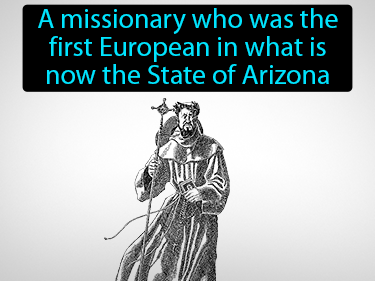 A missionary who was the
first European in what is
now the State of Arizona